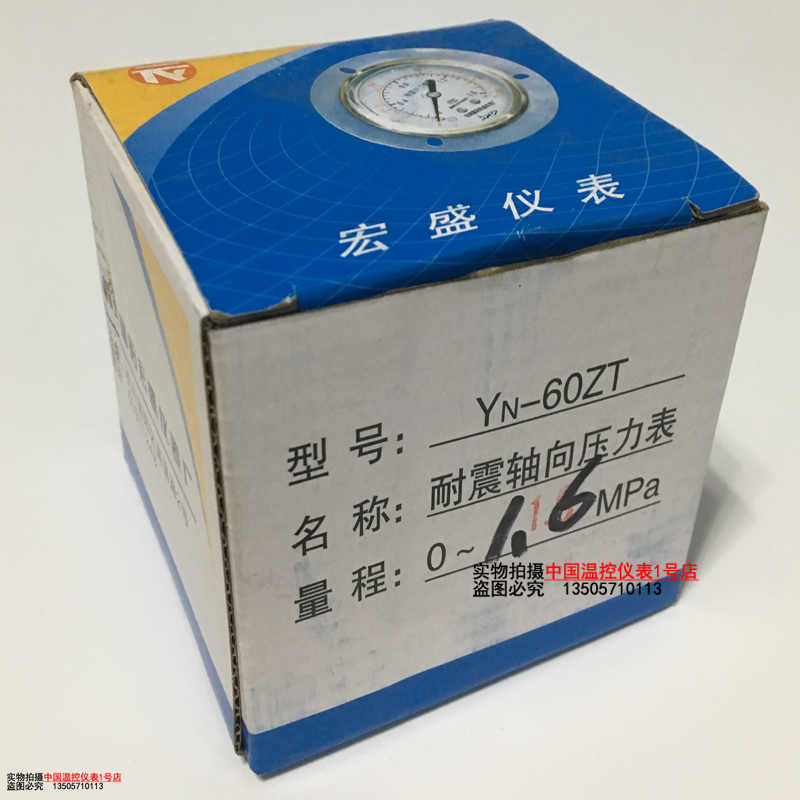 宏盛仪表
型号: YN-60ZT
名称: 耐震轴向压力表
量程: 0~1.6MPa
实物拍摄中国温控仪表1号店
盗图必究 13505710113
实物拍摄中国温控仪表1号店
盗图必究 13505710113